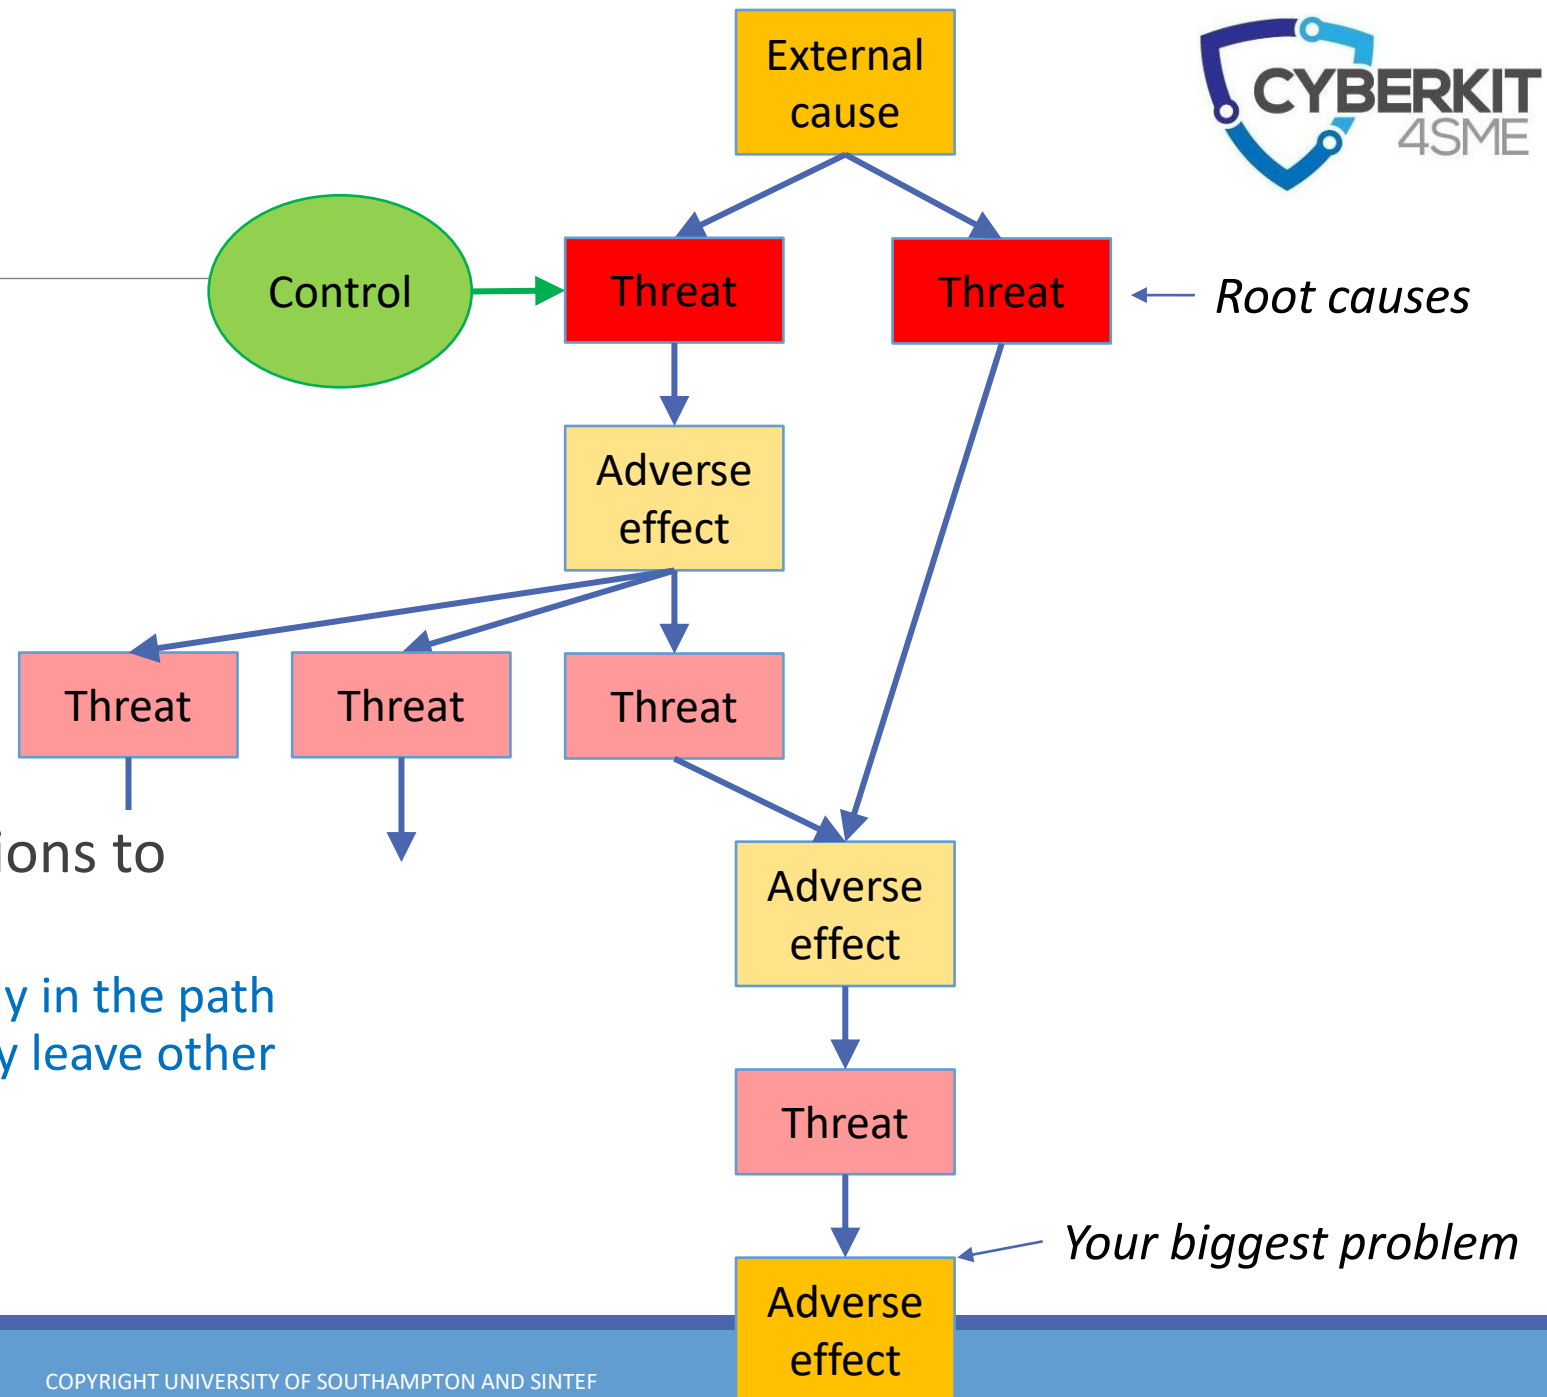 External
cause
CYBERKIT
4SME
Control
Threat
Threat
Root causes
Adverse
effect
Threat
Threat
Threat
ions to
Adverse
effect
y in the path
y leave other
Threat
Your biggest problem
Adverse
effect
COPYRIGHT UNIVERSITY OF SOUTHAMPTON AND SINTEF